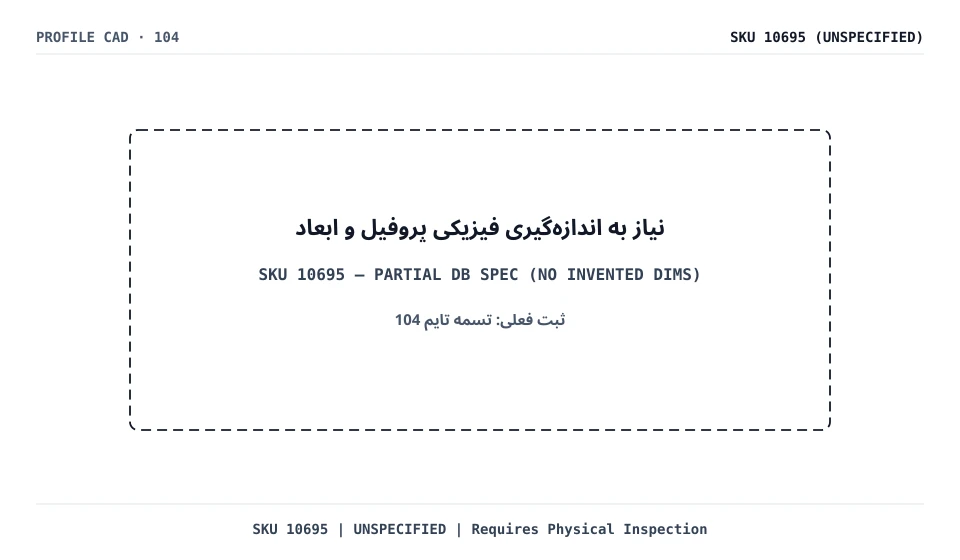 PROFILE CAD · 104
SKU 10695 (UNSPECIFIED)
نیاز به اندازه‌گیری فیزیکی پروفیل و ابعاد
SKU 10695 — PARTIAL DB SPEC (NO INVENTED DIMS)
ثبت فعلی: تسمه تایم 104
SKU 10695 | UNSPECIFIED | Requires Physical Inspection